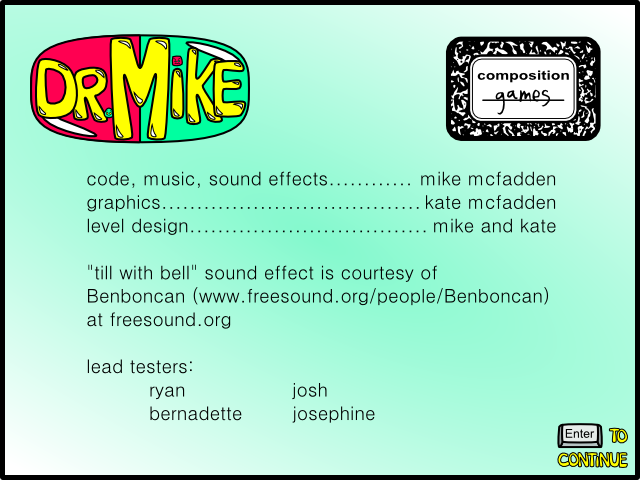 DR. MiKE
composition
games
code, music, sound effects............ mike mcfadden
graphics..................................... kate mcfadden
level design.................................. mike and kate
"till with bell" sound effect is courtesy of
Benboncan (www.freesound.org/people/Benboncan)
at freesound.org
lead testers:
ryan josh
bernadette josephine
Enter TO
CONTINUE